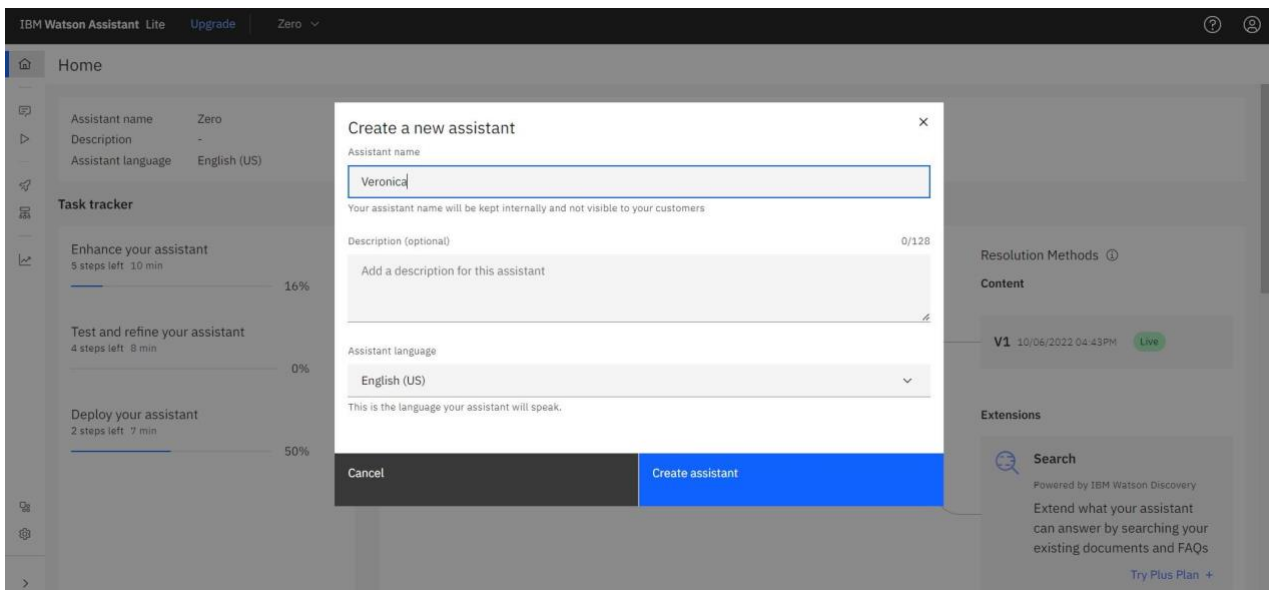 IBM Watson Assistant Lite Upgrade Zero
Home
Assistant name Zero
Description -
Assistant language English (US)
Task tracker
Enhance your assistant
5 steps left 10 min
16%
Test and refine your assistant
4 steps left 8 min
0%
Deploy your assistant
2 steps left 7 min
50%
Create a new assistant
Assistant name
Veronica
Your assistant name will be kept internally and not visible to your customers
Description (optional) 0/128
Add a description for this assistant
Assistant language
English (US)
This is the language your assistant will speak.
Cancel Create assistant
Resolution Methods
Content
V1 10/06/2022 04:43PM Live
Extensions
Search
Powered by IBM Watson Discovery
Extend what your assistant
can answer by searching your
existing documents and FAQs
Try Plus Plan +